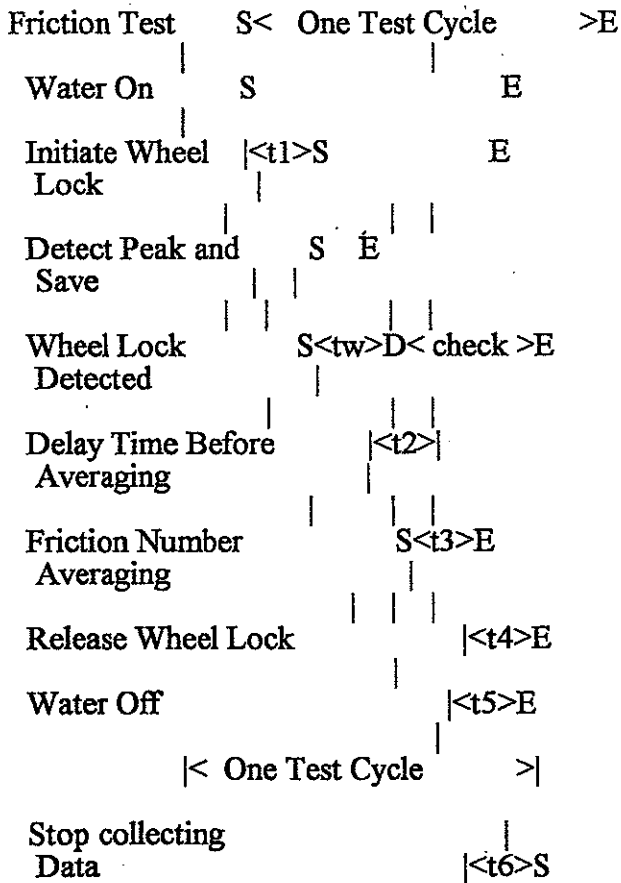 Friction Test S< One Test Cycle >E
| |
Water On S E
|
Initiate Wheel |<t1>S E
Lock |
| | |
Detect Peak and S E
Save | |
| | | |
Wheel Lock S<tw>D< check >E
Detected |
| | |
Delay Time Before |<t2>|
Averaging |
| | |
Friction Number S<t3>E
Averaging |
| | |
Release Wheel Lock |<t4>E
|
Water Off |<t5>E
|
|< One Test Cycle >|
Stop collecting |
Data |<t6>S